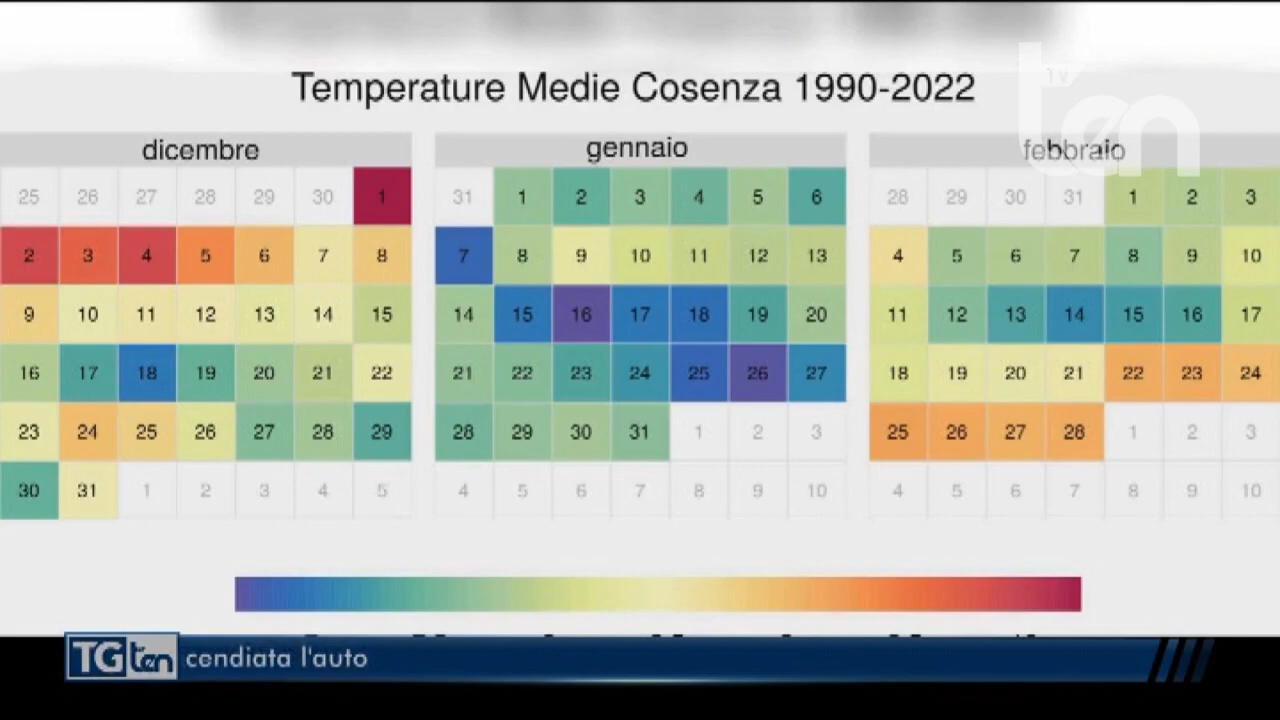 Temperature Medie Cosenza 1990-2022
tv
ten
dicembre
25 26 27 28 29 30 1
2 3 4 5 6 7 8
9 10 11 12 13 14 15
16 17 18 19 20 21 22
23 24 25 26 27 28 29
30 31 1 2 3 4 5
gennaio
31 1 2 3 4 5 6
7 8 9 10 11 12 13
14 15 16 17 18 19 20
21 22 23 24 25 26 27
28 29 30 31 1 2 3
4 5 6 7 8 9 10
febbraio
28 29 30 31 1 2 3
4 5 6 7 8 9 10
11 12 13 14 15 16 17
18 19 20 21 22 23 24
25 26 27 28 1 2 3
4 5 6 7 8 9 10
TG ten cendiata l'auto